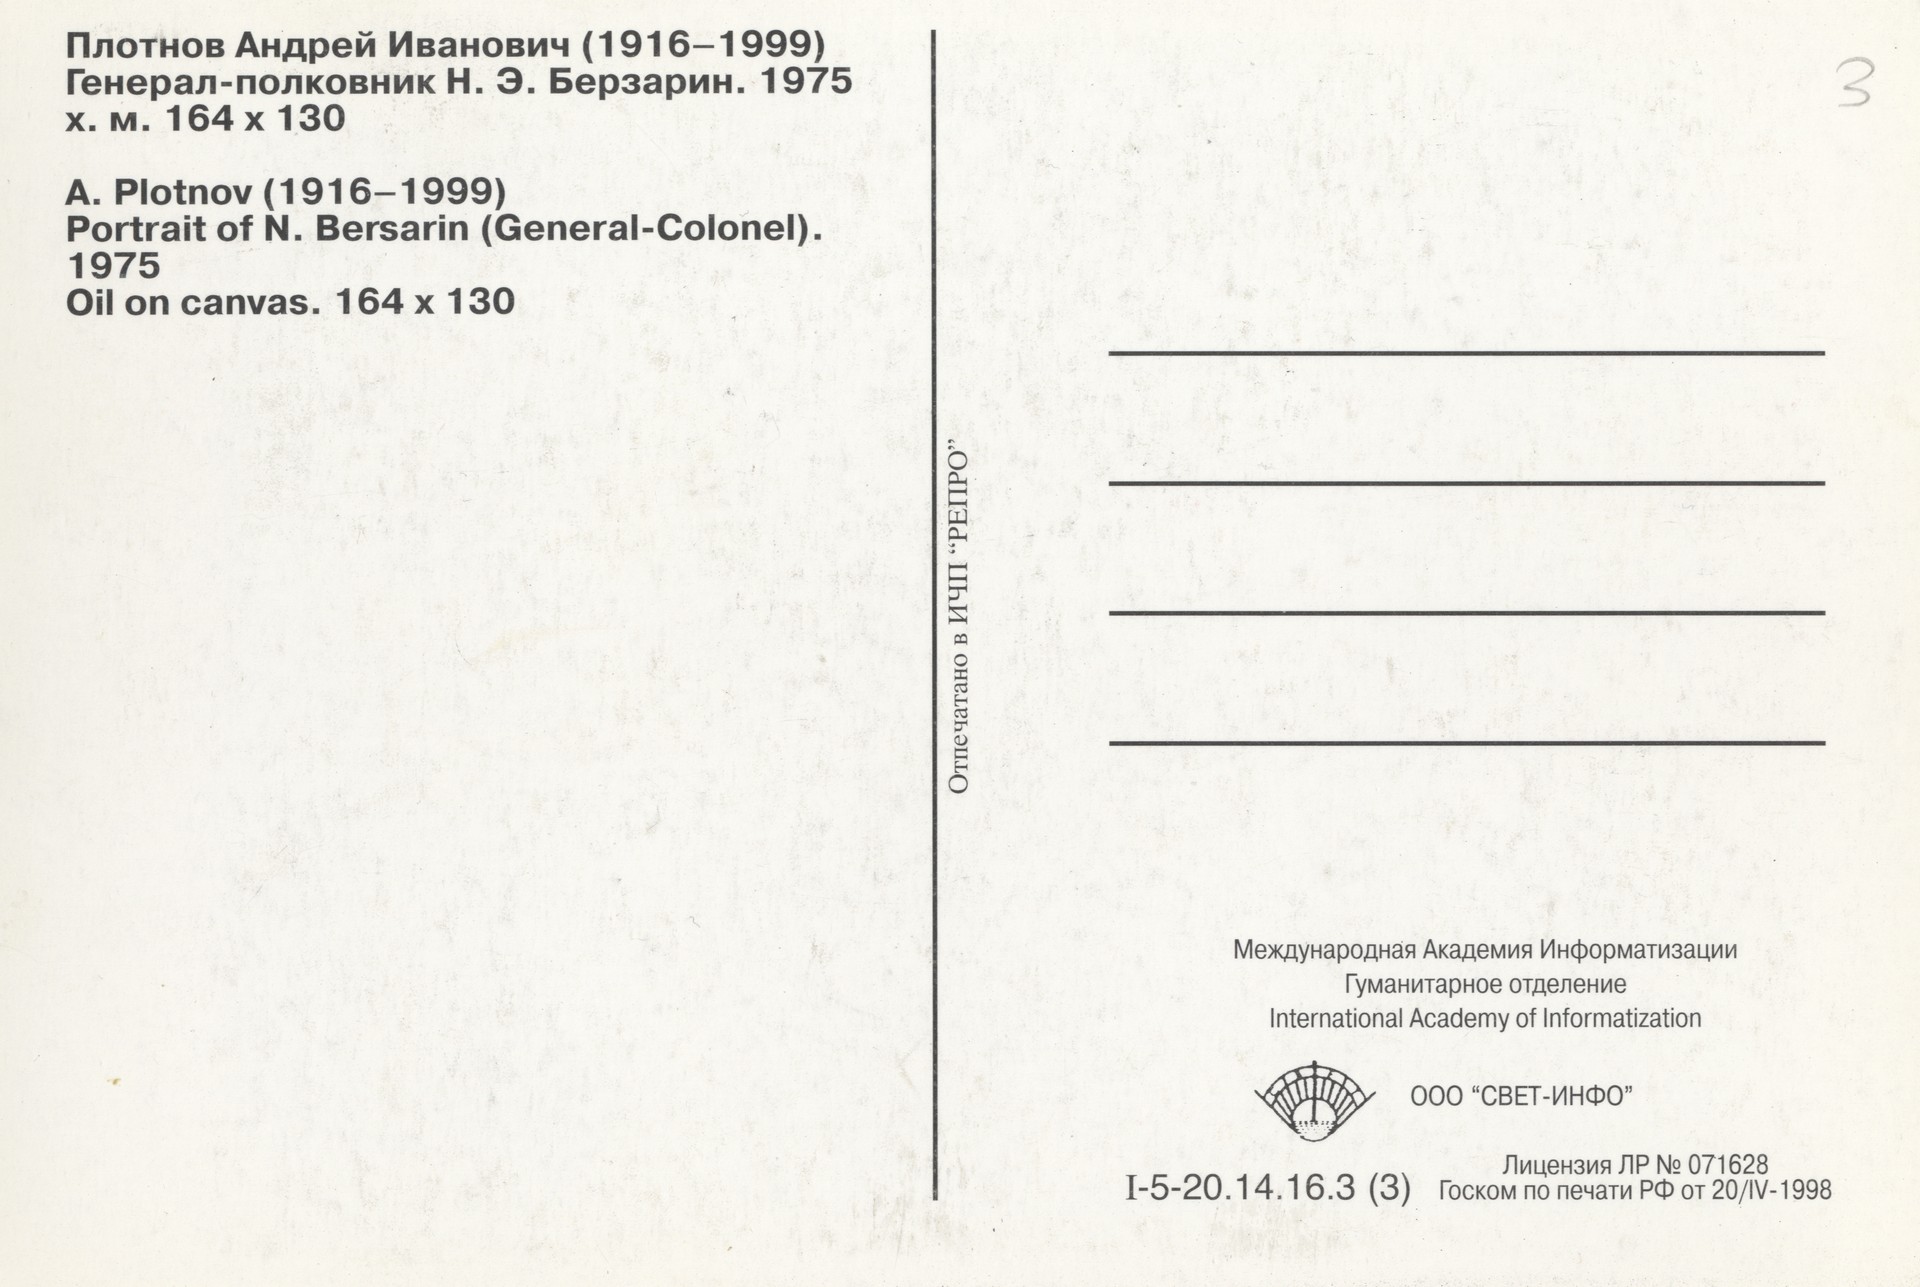 Плотнов Андрей Иванович (1916–1999)
Генерал-полковник Н. Э. Берзарин. 1975
х. м. 164 x 130
A. Plotnov (1916–1999)
Portrait of N. Bersarin (General-Colonel).
1975
Oil on canvas. 164 x 130
Отпечатано в ИЧП “РЕПРО”
3
Международная Академия Информатизации
Гуманитарное отделение
International Academy of Informatization
ООО “СВЕТ-ИНФО”
I-5-20.14.16.3 (3)
Лицензия ЛР № 071628
Госком по печати РФ от 20/IV-1998